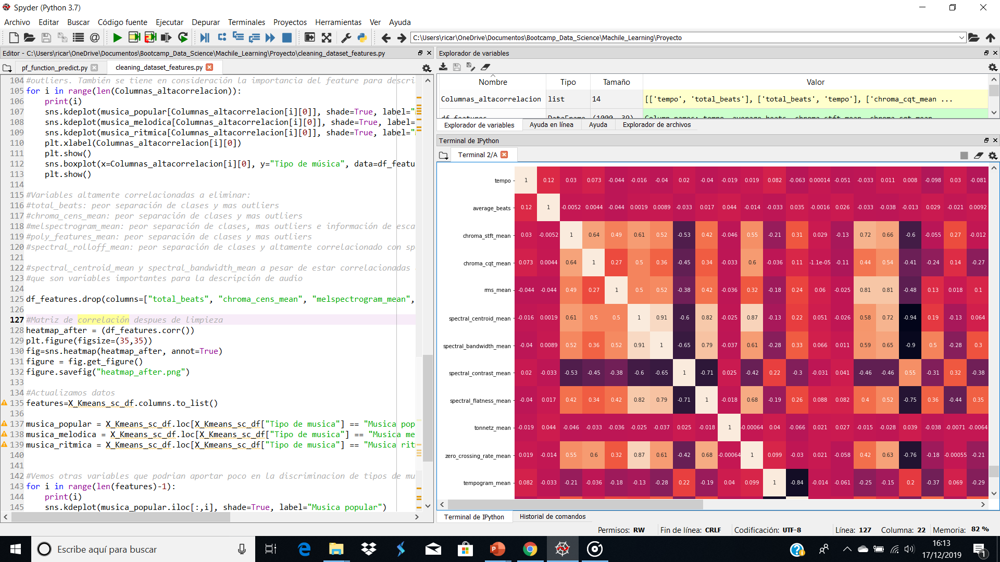 Spyder (Python 3.7)
Archivo Editar Buscar Código fuente Ejecutar Depurar Terminales Proyectos Herramientas Ver Ayuda
C:\Users\ricar\OneDrive\Documentos\Bootcamp_Data_Science\Machile_Learning\Proyecto
Editor - C:\Users\ricar\OneDrive\Documentos\Bootcamp_Data_Science\Machile_Learning\Proyecto\cleaning_dataset_features.py
pf_function_predict.py cleaning_dataset_features.py
104 #outliers. También se tiene en consideración la importancia del feature para descri
105 for i in range(len(Columnas_altacorrelacion)):
106 print(i)
107 sns.kdeplot(musica_popular[Columnas_altacorrelacion[i][0]], shade=True, label="
108 sns.kdeplot(musica_melodica[Columnas_altacorrelacion[i][0]], shade=True, label=
109 sns.kdeplot(musica_ritmica[Columnas_altacorrelacion[i][0]], shade=True, label="
110 plt.xlabel(Columnas_altacorrelacion[i][0])
111 plt.show()
112 sns.boxplot(x=Columnas_altacorrelacion[i][0], y="Tipo de música", data=df_featu
113 plt.show()
114
115 #Variables altamente correlacionadas a eliminar:
116 #total_beats: peor separación de clases y mas outliers
117 #chroma_cens_mean: peor separación de clases y mas outliers
118 #melspectrogram_mean: peor separación de clases, mas outliers e información de esca
119 #poly_features_mean: peor separación de clases y mas outliers
120 #spectral_rolloff_mean: peor separación de clases y altamente correlacionado con sp
121
122 #spectral_centroid_mean y spectral_bandwidth_mean a pesar de estar correlacionadas
123 #que son variables importantes para la descripción de audio
124
125 df_features.drop(columns=["total_beats", "chroma_cens_mean", "melspectrogram_mean",
126
127 #Matriz de correlación despues de limpieza
128 heatmap_after = (df_features.corr())
129 plt.figure(figsize=(35,35))
130 fig=sns.heatmap(heatmap_after, annot=True)
131 figure = fig.get_figure()
132 figure.savefig("heatmap_after.png")
133
134 #Actualizamos datos
135 features=X_Kmeans_sc_df.columns.to_list()
136
137 musica_popular = X_Kmeans_sc_df.loc[X_Kmeans_sc_df["Tipo de musica"] == "Musica pop
138 musica_melodica = X_Kmeans_sc_df.loc[X_Kmeans_sc_df["Tipo de musica"] == "Musica me
139 musica_ritmica = X_Kmeans_sc_df.loc[X_Kmeans_sc_df["Tipo de musica"] == "Musica rit
140
141
142 #Vemos otras variables que podrian aportar poco en la discriminacion de tipos de mu
143 for i in range(len(features)-1):
144 print(i)
145 sns.kdeplot(musica_popular.iloc[:,i], shade=True, label="Musica popular")
Explorador de variables
Nombre Tipo Tamaño Valor
Columnas_altacorrelacion list 14 [['tempo', 'total_beats'], ['total_beats', 'tempo'], ['chroma_cqt_mean ...
df_features DataFrame (1000, 39) Column names: tempo, average_beats, chroma_stft_mean, chroma_cqt_mean
Explorador de variables Ayuda en línea Ayuda Explorador de archivos
Terminal de IPython
Terminal 2/A
tempo 1 0.12 0.03 0.073 -0.044 -0.016 -0.04 0.02 -0.04 -0.019 0.019 0.082 -0.063 0.00014 -0.051 -0.033 0.011 0.008 -0.098 0.03 -0.081
average_beats 0.12 1 -0.0052 0.0044 -0.044 0.0019 0.0089 -0.033 0.017 0.044 -0.014 -0.033 0.035 -0.0016 0.026 -0.033 -0.038 -0.013 0.029 -0.021 0.0092
chroma_stft_mean 0.03 -0.0052 1 0.64 0.49 0.61 0.52 -0.53 0.42 -0.046 0.55 -0.21 0.31 0.029 -0.13 0.72 0.66 -0.6 -0.055 0.27 -0.012
chroma_cqt_mean 0.073 0.0044 0.64 1 0.27 0.5 0.36 -0.45 0.34 -0.033 0.6 -0.036 0.11 -1.1e-05 -0.11 0.44 0.54 -0.41 -0.24 0.14 -0.27
rms_mean -0.044 -0.044 0.49 0.27 1 0.5 0.52 -0.38 0.42 -0.036 0.32 -0.18 0.24 0.06 -0.025 0.81 0.81 -0.48 0.13 0.018 0.1
spectral_centroid_mean -0.016 0.0019 0.61 0.5 0.5 1 0.91 -0.6 0.82 -0.025 0.87 -0.13 0.22 0.051 -0.026 0.58 0.72 -0.94 0.19 -0.13 0.064
spectral_bandwidth_mean -0.04 0.0089 0.52 0.36 0.52 0.91 1 -0.65 0.79 -0.037 0.61 -0.28 0.33 0.066 0.011 0.59 0.65 -0.9 0.5 -0.28 0.3
spectral_contrast_mean 0.02 -0.033 -0.53 -0.45 -0.38 -0.6 -0.65 1 -0.71 0.025 -0.42 0.22 -0.3 -0.031 0.041 -0.46 -0.46 0.55 -0.31 0.32 -0.38
spectral_flatness_mean -0.04 0.017 0.42 0.34 0.42 0.82 0.79 -0.71 1 -0.018 0.68 -0.19 0.26 0.088 0.082 0.4 0.52 -0.75 0.36 -0.44 0.35
tonnetz_mean -0.019 0.044 -0.046 -0.033 -0.036 -0.025 -0.037 0.025 -0.018 1 -0.00064 0.04 -0.066 0.021 0.027 -0.015 -0.028 0.039 -0.038 -0.0071 -0.0064
zero_crossing_rate_mean 0.019 -0.014 0.55 0.6 0.32 0.87 0.61 -0.42 0.68 -0.00064 1 0.099 -0.03 0.021 -0.058 0.42 0.63 -0.76 -0.18 -0.00055 -0.21
tempogram_mean 0.082 -0.033 -0.21 -0.036 -0.18 -0.13 -0.28 0.22 -0.19 0.04 0.099 1 -0.84 -0.014 -0.061 -0.25 -0.15 0.2 -0.37 0.069 -0.29
Terminal de IPython Historial de comandos
Permisos: RW Fin de línea: CRLF Codificación: UTF-8 Línea: 127 Columna: 22 Memoria: 82 %
Escribe aquí para buscar
16:13
17/12/2019
1